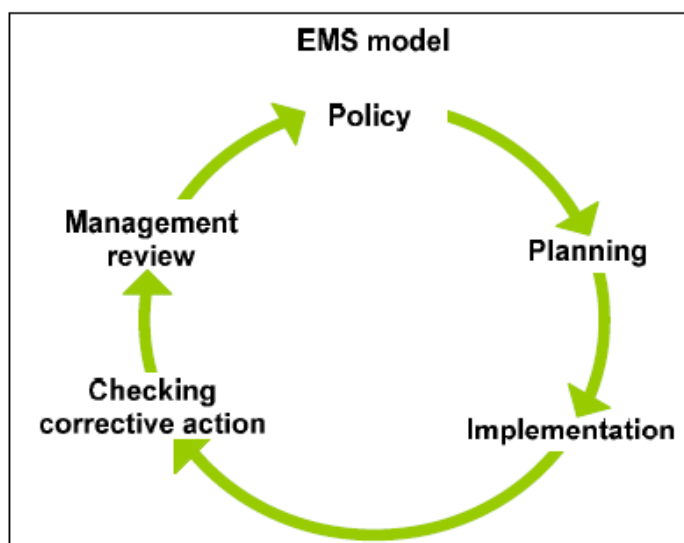 EMS model
Policy
Planning
Implementation
Checking
corrective action
Management
review